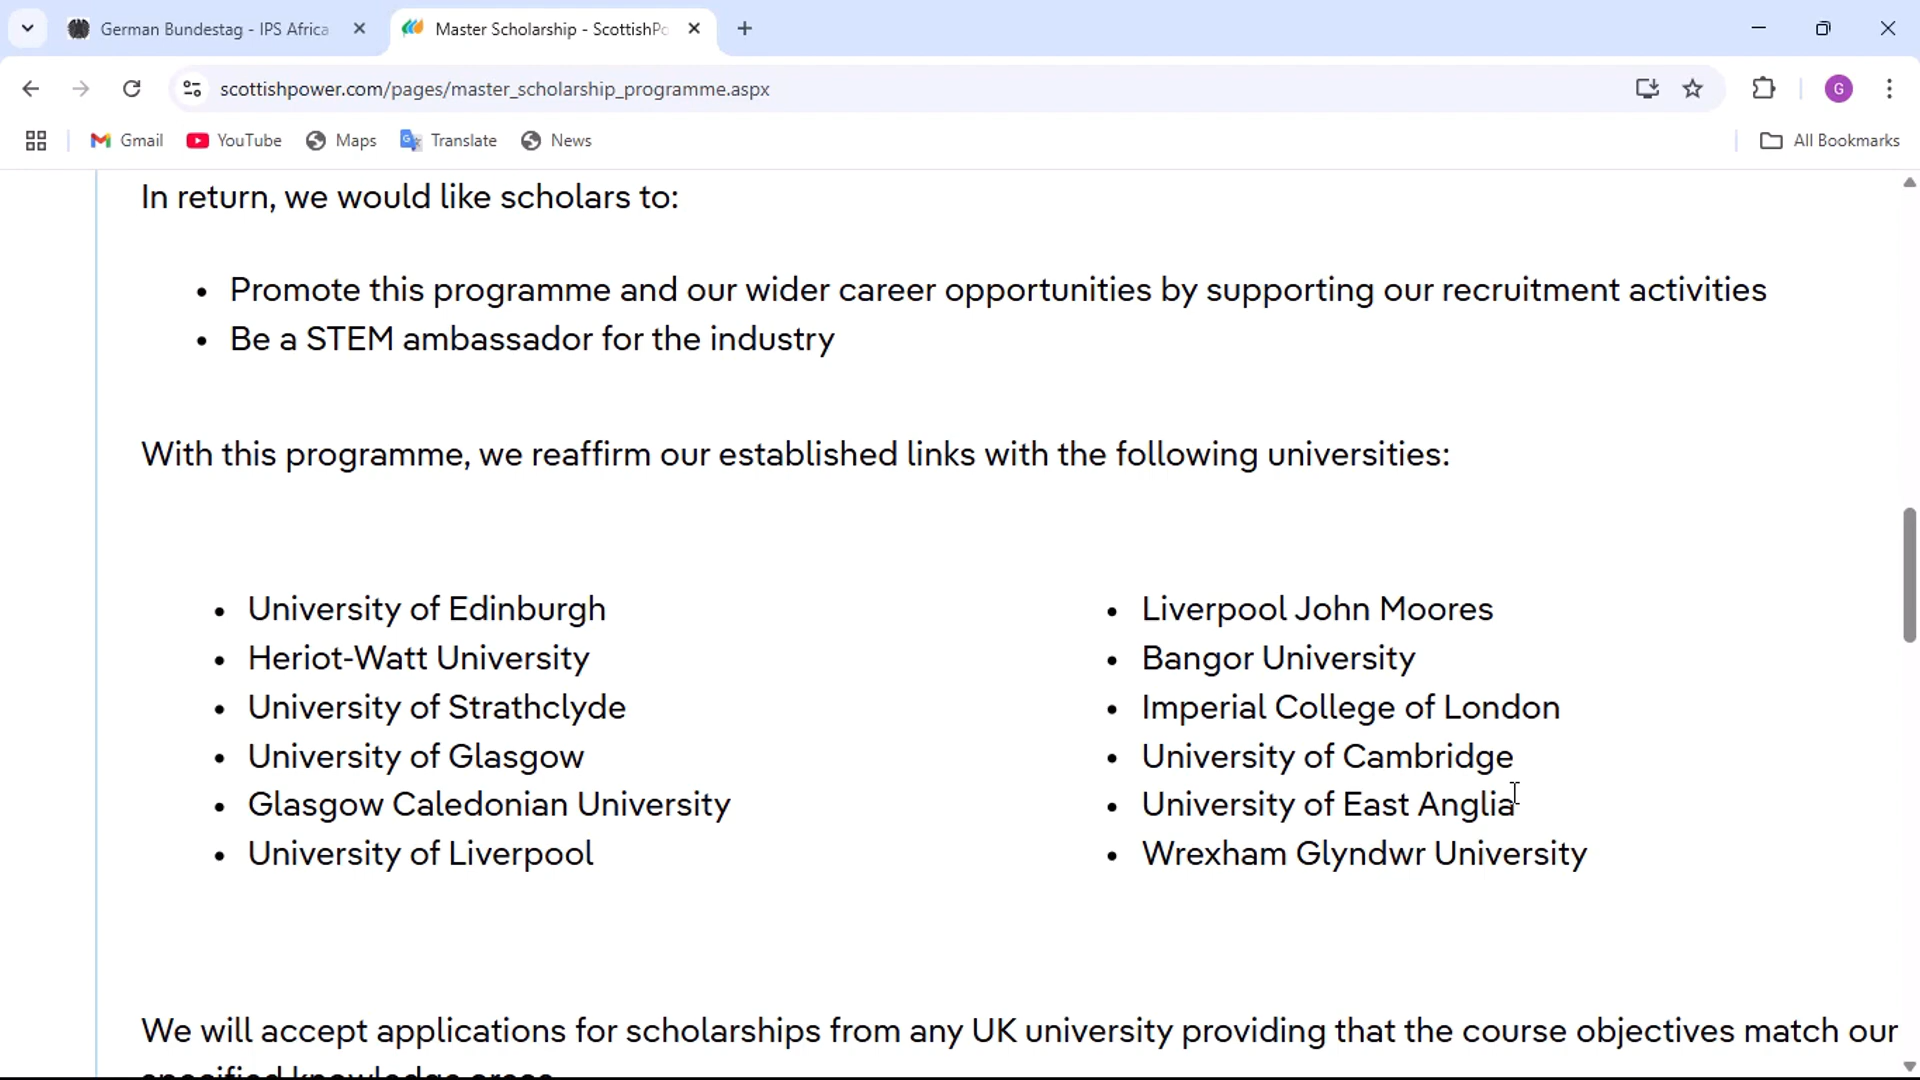 German Bundestag - IPS Africa
Master Scholarship - ScottishPo
scottishpower.com/pages/master_scholarship_programme.aspx
G
Gmail
YouTube
Maps
Translate
News
All Bookmarks
In return, we would like scholars to:
• Promote this programme and our wider career opportunities by supporting our recruitment activities
• Be a STEM ambassador for the industry
With this programme, we reaffirm our established links with the following universities:
• University of Edinburgh
• Heriot-Watt University
• University of Strathclyde
• University of Glasgow
• Glasgow Caledonian University
• University of Liverpool
• Liverpool John Moores
• Bangor University
• Imperial College of London
• University of Cambridge
• University of East Anglia
• Wrexham Glyndwr University
We will accept applications for scholarships from any UK university providing that the course objectives match our
specified knowledge areas